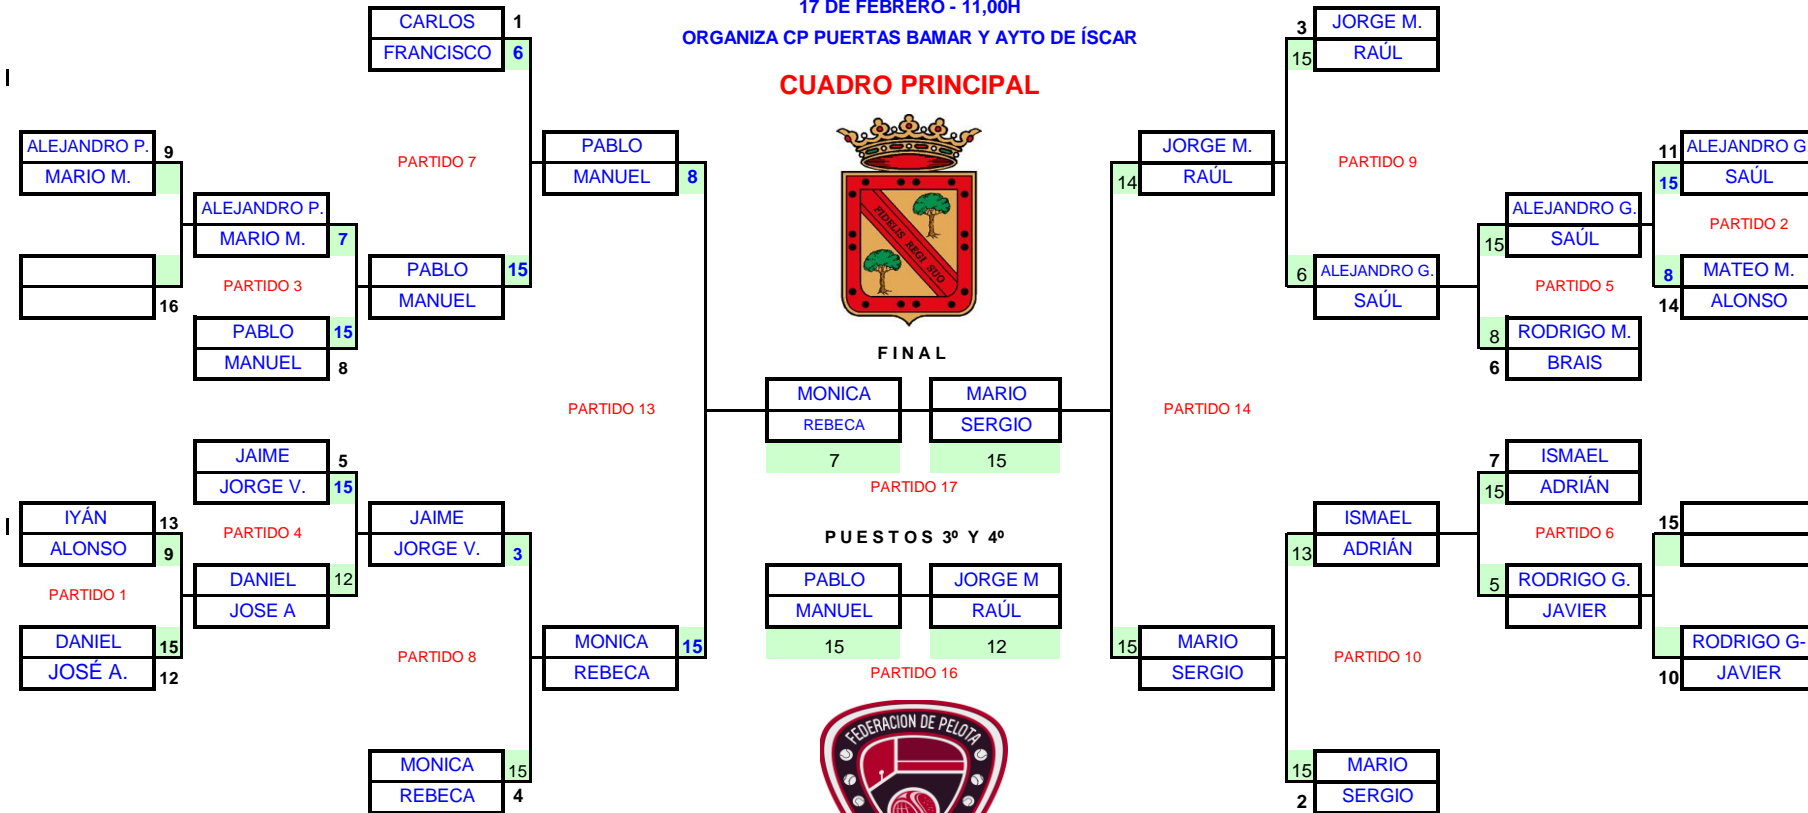 17 DE FEBRERO - 11,00H
ORGANIZA CP PUERTAS BAMAR Y AYTO DE ÍSCAR
CUADRO PRINCIPAL
CARLOS 1
FRANCISCO 6
3 JORGE M.
15 RAÚL
ALEJANDRO P. 9
MARIO M.
PARTIDO 7
PABLO
MANUEL 8
JORGE M.
14 RAÚL
PARTIDO 9
11 ALEJANDRO G
15 SAÚL
ALEJANDRO P.
MARIO M. 7
FIDELIS REGI SUO
ALEJANDRO G.
15 SAÚL
PARTIDO 2
16
PARTIDO 3
PABLO 15
MANUEL
6 ALEJANDRO G.
SAÚL
PARTIDO 5
8 MATEO M.
14 ALONSO
PABLO 15
MANUEL 8
8 RODRIGO M.
6 BRAIS
FINAL
PARTIDO 13
MONICA
REBECA
7
MARIO
SERGIO
15
PARTIDO 17
PARTIDO 14
JAIME 5
JORGE V. 15
7 ISMAEL
15 ADRIÁN
IYÁN 13
ALONSO 9
PARTIDO 4
JAIME
JORGE V. 3
ISMAEL
13 ADRIÁN
PARTIDO 6
15
PUESTOS 3º Y 4º
PARTIDO 1
DANIEL 12
JOSE A
PABLO
MANUEL
15
JORGE M
RAÚL
12
PARTIDO 16
5 RODRIGO G.
JAVIER
DANIEL 15
JOSÉ A. 12
PARTIDO 8
MONICA 15
REBECA
15 MARIO
SERGIO
PARTIDO 10
RODRIGO G-
10 JAVIER
FEDERACION DE PELOTA
MONICA 15
REBECA 4
15 MARIO
2 SERGIO